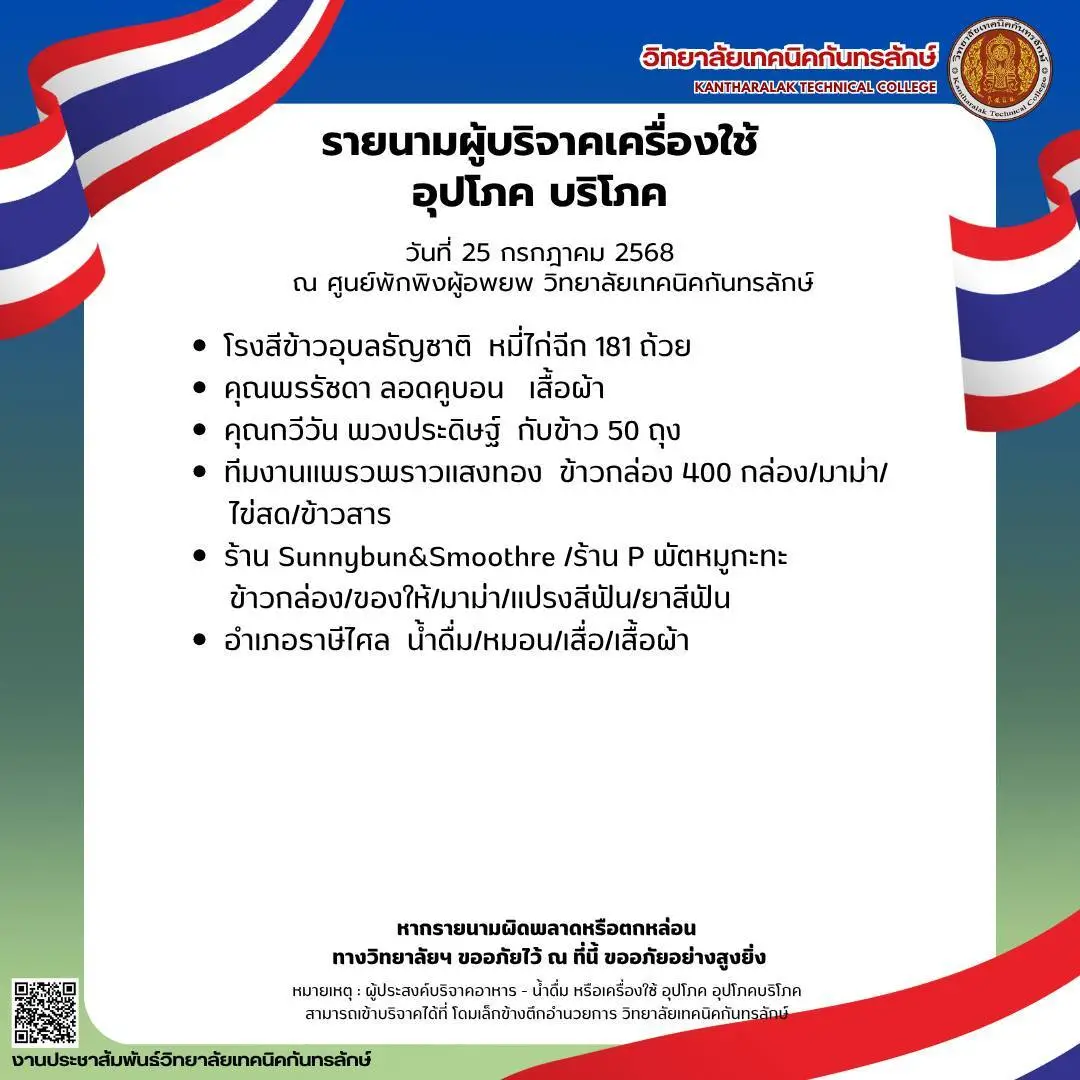 วิทยาลัยเทคนิคกันทรลักษ์
KANTHARALAK TECHNICAL COLLEGE
วิทยาลัยเทคนิคกันทรลักษ์
Kantharalak Technical College
รายนามผู้บริจาคเครื่องใช้
อุปโภค บริโภค
วันที่ 25 กรกฎาคม 2568
ณ ศูนย์พักพิงผู้อพยพ วิทยาลัยเทคนิคกันทรลักษ์
• โรงสีข้าวอุบลธัญชาติ หมี่ไก่ฉีก 181 ถ้วย
• คุณพรรัชดา ลอดคูบอน เสื้อผ้า
• คุณกวีวัน พวงประดิษฐ์ กับข้าว 50 ถุง
• ทีมงานแพรวพราวแสงทอง ข้าวกล่อง 400 กล่อง/มาม่า/
ไข่สด/ข้าวสาร
• ร้าน Sunnybun&Smoothre /ร้าน P พัตหมูกะทะ
ข้าวกล่อง/ของให้/มาม่า/แปรงสีฟัน/ยาสีฟัน
• อำเภอราษีไศล น้ำดื่ม/หมอน/เสื่อ/เสื้อผ้า
หากรายนามผิดพลาดหรือตกหล่อน
ทางวิทยาลัยฯ ขออภัยไว้ ณ ที่นี้ ขออภัยอย่างสูงยิ่ง
หมายเหตุ : ผู้ประสงค์บริจาคอาหาร - น้ำดื่ม หรือเครื่องใช้ อุปโภค อุปโภคบริโภค
สามารถเข้าบริจาคได้ที่ โดมเล็กข้างตึกอำนวยการ วิทยาลัยเทคนิคกันทรลักษ์
งานประชาสัมพันธ์วิทยาลัยเทคนิคกันทรลักษ์